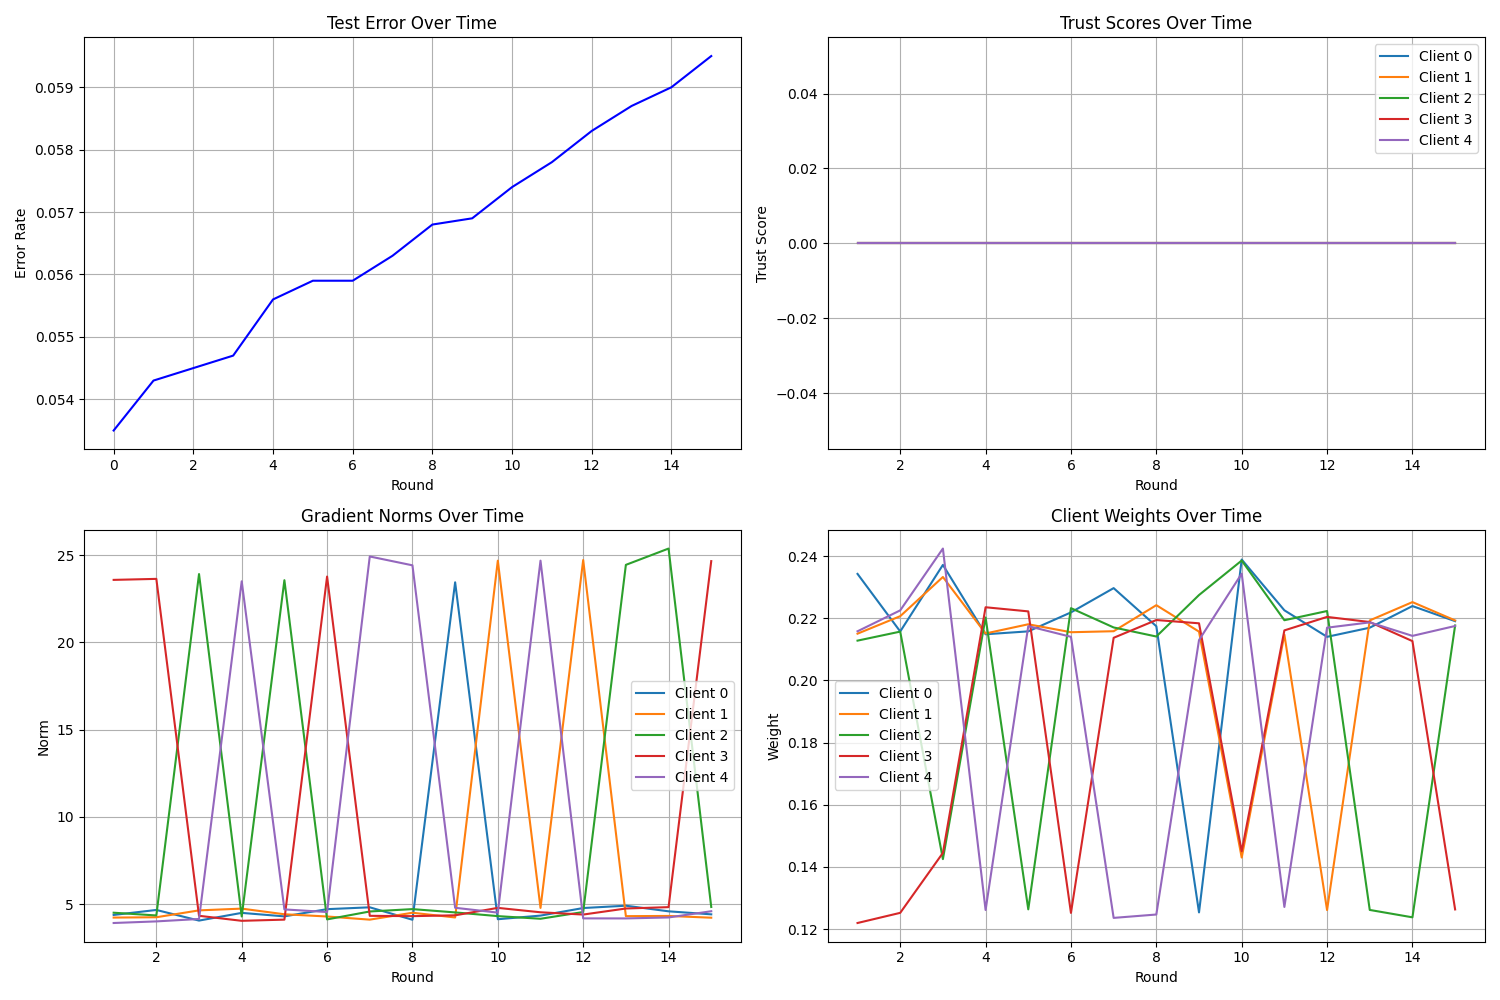 Test Error Over Time
Error Rate
0.059
0.058
0.057
0.056
0.055
0.054
0 2 4 6 8 10 12 14
Round
Trust Scores Over Time
Trust Score
0.04
0.02
0.00
−0.02
−0.04
Client 0
Client 1
Client 2
Client 3
Client 4
2 4 6 8 10 12 14
Round
Gradient Norms Over Time
Norm
25
20
15
10
5
Client 0
Client 1
Client 2
Client 3
Client 4
2 4 6 8 10 12 14
Round
Client Weights Over Time
Weight
0.24
0.22
0.20
0.18
0.16
0.14
0.12
Client 0
Client 1
Client 2
Client 3
Client 4
2 4 6 8 10 12 14
Round